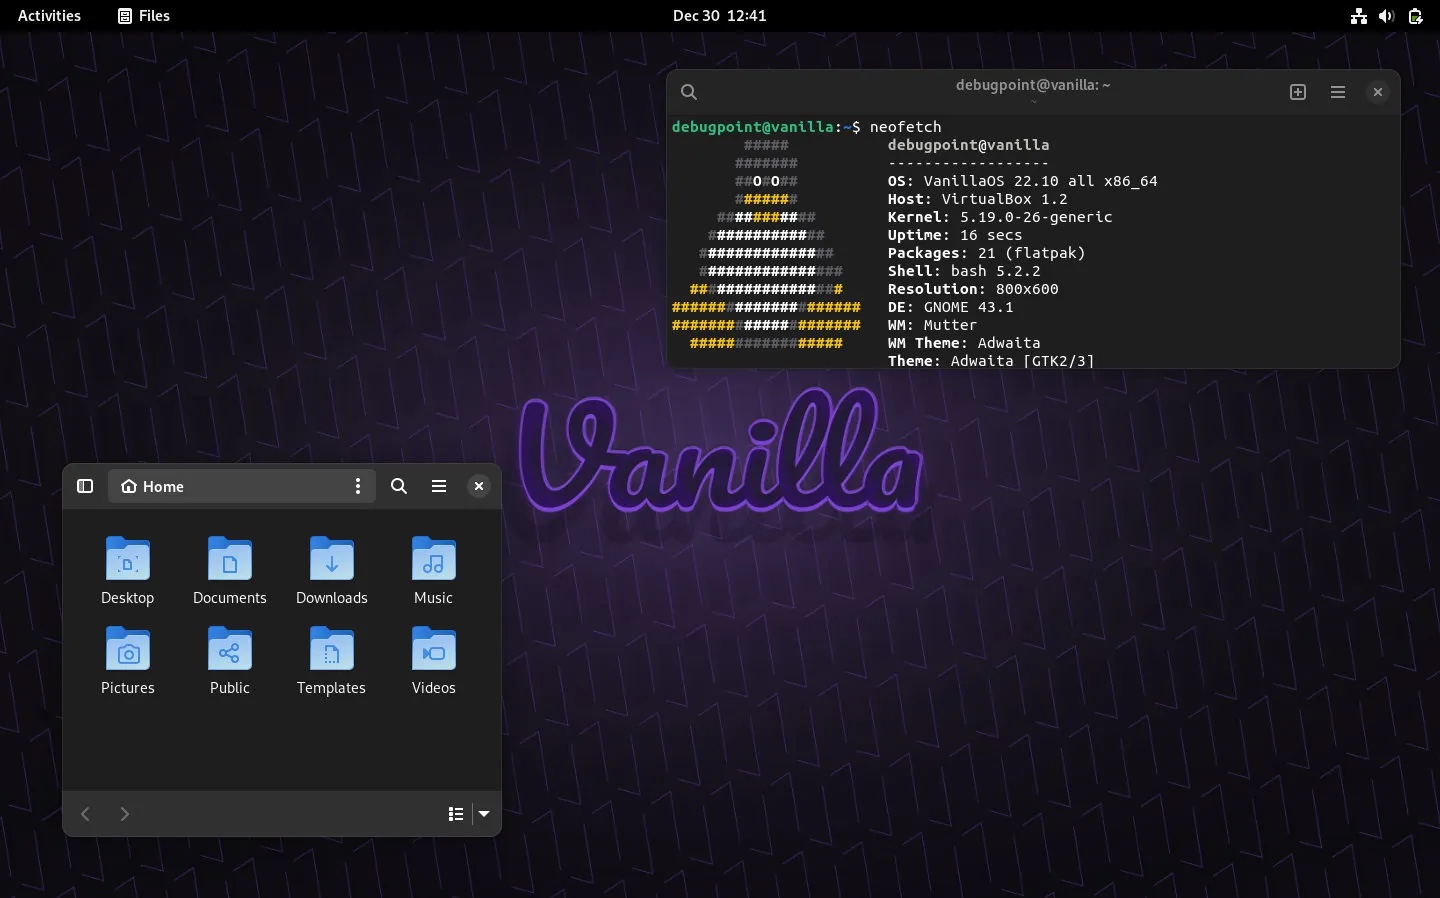 Activities
Files
Dec 30 12:41
debugpoint@vanilla: ~
~
debugpoint@vanilla:~$ neofetch
#####
#######
##O#O##
#######
###########
#############
###############
################
#################
#####################
#####################
#################
debugpoint@vanilla
------------------
OS: VanillaOS 22.10 all x86_64
Host: VirtualBox 1.2
Kernel: 5.19.0-26-generic
Uptime: 16 secs
Packages: 21 (flatpak)
Shell: bash 5.2.2
Resolution: 800x600
DE: GNOME 43.1
WM: Mutter
WM Theme: Adwaita
Theme: Adwaita [GTK2/3]
Vanilla
Home
Desktop
Documents
Downloads
Music
Pictures
Public
Templates
Videos